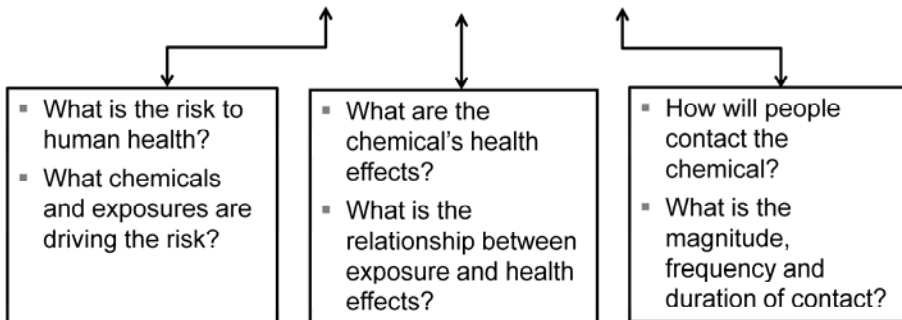 ▪ What is the risk to
human health?
▪ What chemicals
and exposures are
driving the risk?
▪ What are the
chemical's health
effects?
▪ What is the
relationship between
exposure and health
effects?
▪ How will people
contact the
chemical?
▪ What is the
magnitude,
frequency and
duration of contact?